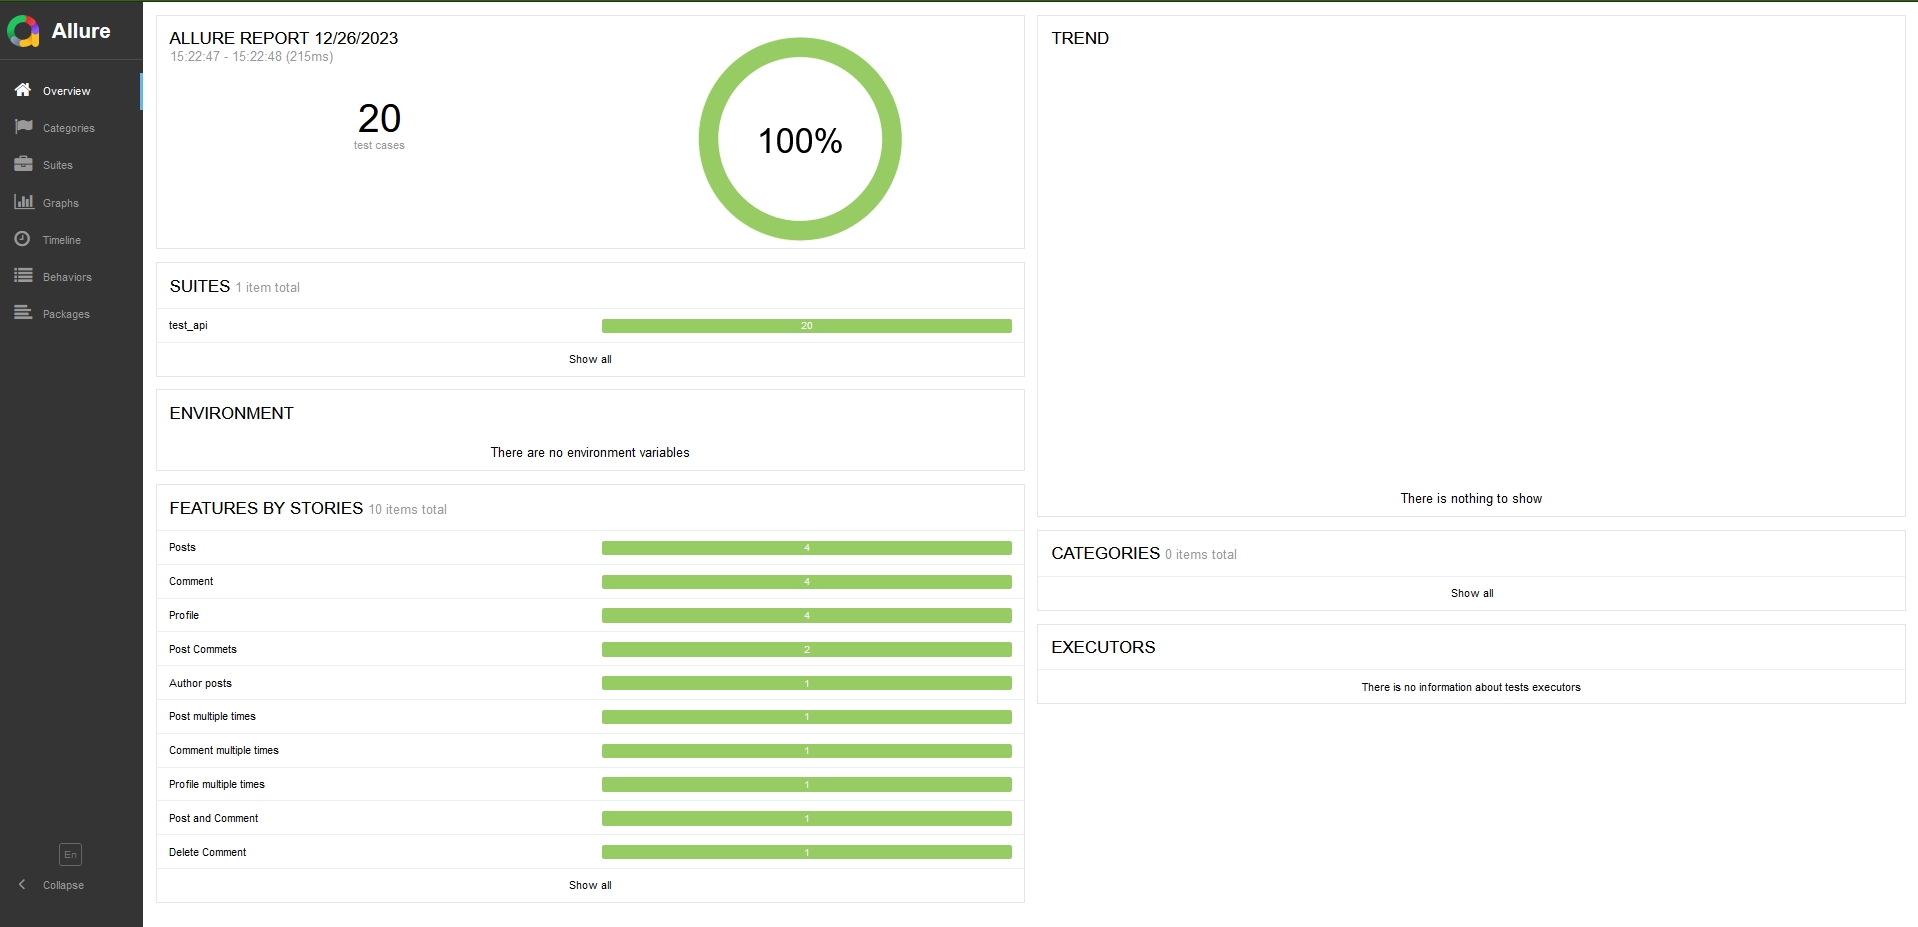 Allure
Overview
Categories
Suites
Graphs
Timeline
Behaviors
Packages
En
Collapse
ALLURE REPORT 12/26/2023
15:22:47 - 15:22:48 (215ms)
20
test cases
100%
SUITES 1 item total
test_api 20
Show all
ENVIRONMENT
There are no environment variables
FEATURES BY STORIES 10 items total
Posts 4
Comment 4
Profile 4
Post Commets 2
Author posts 1
Post multiple times 1
Comment multiple times 1
Profile multiple times 1
Post and Comment 1
Delete Comment 1
Show all
TREND
There is nothing to show
CATEGORIES 0 items total
Show all
EXECUTORS
There is no information about tests executors